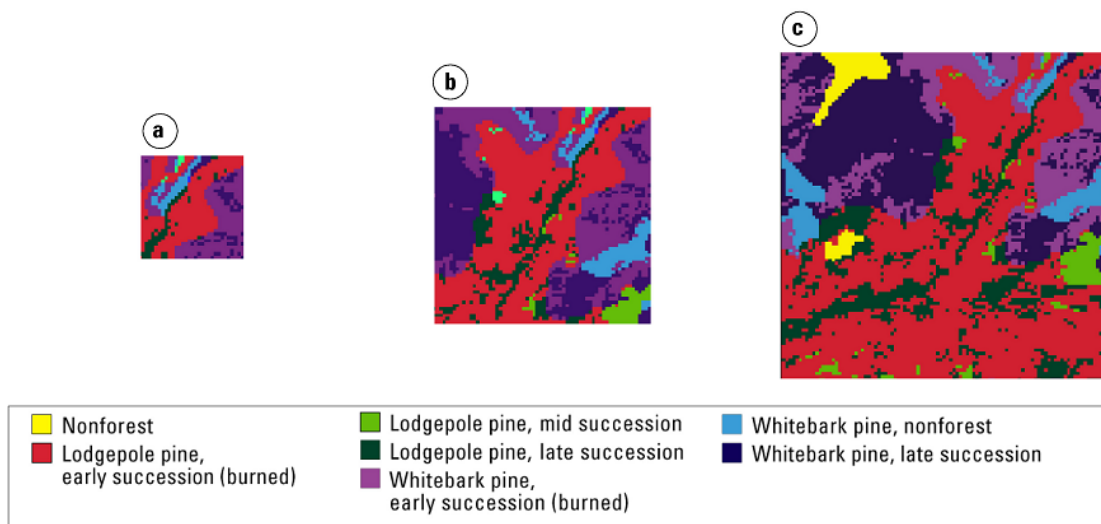 a
b
c
Nonforest
Lodgepole pine,
early succession (burned)
Lodgepole pine, mid succession
Lodgepole pine, late succession
Whitebark pine,
early succession (burned)
Whitebark pine, nonforest
Whitebark pine, late succession